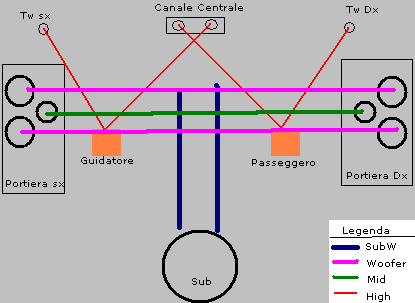 Canale Centrale
Tw sx
Tw Dx
Guidatore
Passeggero
Portiera sx
Portiera Dx
Sub
Legenda
SubW
Woofer
Mid
High